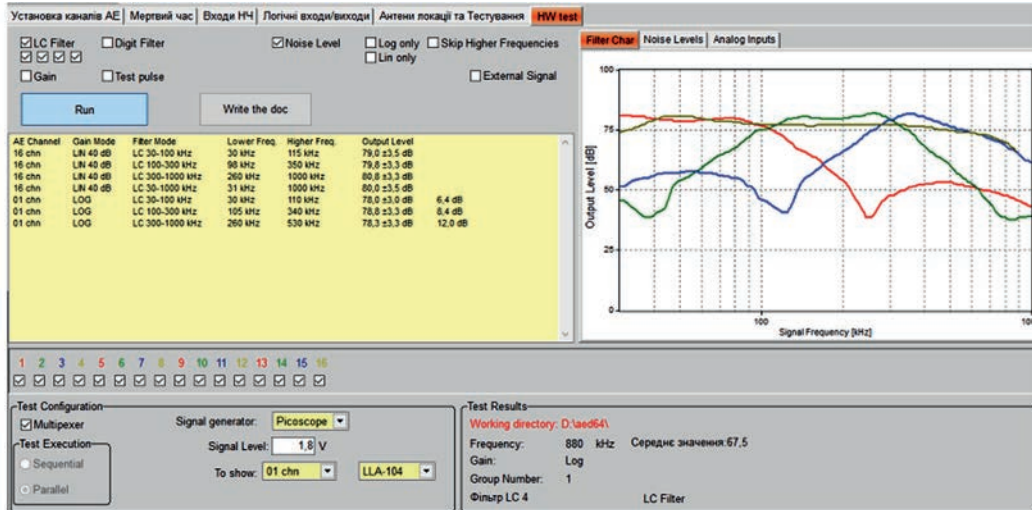 Установка каналів АЕ Мертвий час Входи НЧ Логічні входи/виходи Антени локації та Тестування HW test
LC Filter Digit Filter Noise Level Log only Skip Higher Frequencies
Lin only
Gain Test pulse External Signal
Run Write the doc
AE Channel Gain Mode Filter Mode Lower Freq. Higher Freq. Output Level
16 chn LIN 40 dB LC 30-100 kHz 30 kHz 115 kHz 79,0 ±3,5 dB
16 chn LIN 40 dB LC 100-300 kHz 98 kHz 350 kHz 79,8 ±3,3 dB
16 chn LIN 40 dB LC 300-1000 kHz 260 kHz 1000 kHz 80,8 ±3,3 dB
16 chn LIN 40 dB LC 30-1000 kHz 31 kHz 1000 kHz 80,0 ±3,5 dB
01 chn LOG LC 30-100 kHz 30 kHz 110 kHz 78,0 ±3,0 dB 6,4 dB
01 chn LOG LC 100-300 kHz 105 kHz 340 kHz 78,8 ±3,3 dB 8,4 dB
01 chn LOG LC 300-1000 kHz 260 kHz 530 kHz 78,3 ±3,3 dB 12,0 dB
Filter Char Noise Levels Analog Inputs
100
75
50
25
0
Output Level [dB]
100 100
Signal Frequency [kHz]
1 2 3 4 5 6 7 8 9 10 11 12 13 14 15 16
Test Configuration
Multipexer Signal generator: Picoscope
Test Execution Signal Level: 1,8 V
Sequential To show: 01 chn LLA-104
Parallel
Test Results
Working directory: D:\aed64\
Frequency: 880 kHz Середнє значення:67,5
Gain: Log
Group Number: 1
Фільтр LC 4 LC Filter